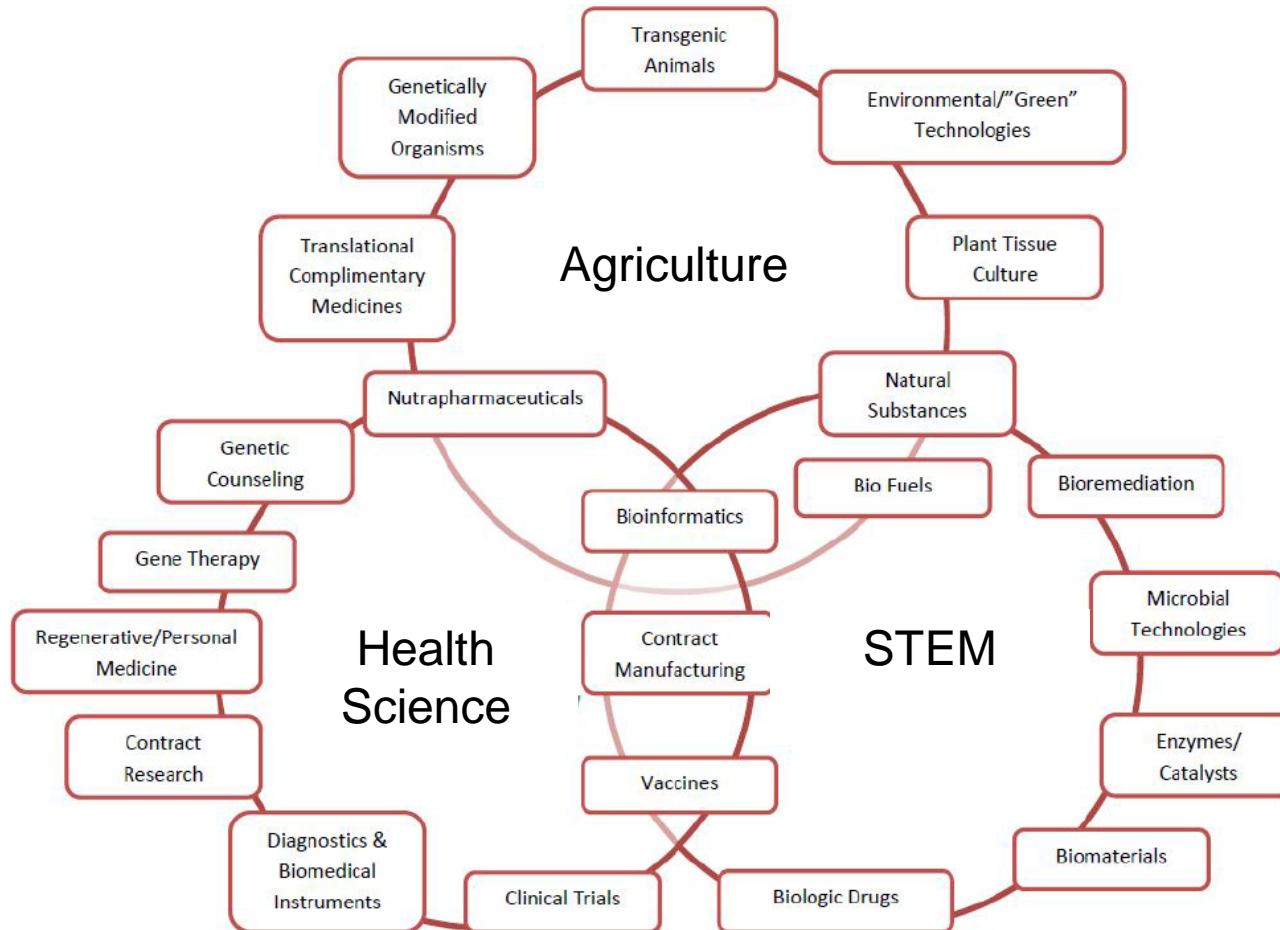 Transgenic
Animals
Genetically
Modified
Organisms
Environmental/”Green”
Technologies
Translational
Complimentary
Medicines
Agriculture
Plant Tissue
Culture
Nutrapharmaceuticals
Natural
Substances
Genetic
Counseling
Bio Fuels
Bioremediation
Bioinformatics
Gene Therapy
Microbial
Technologies
Regenerative/Personal
Medicine
Health
Science
Contract
Manufacturing
STEM
Contract
Research
Enzymes/
Catalysts
Vaccines
Diagnostics &
Biomedical
Instruments
Biomaterials
Clinical Trials
Biologic Drugs